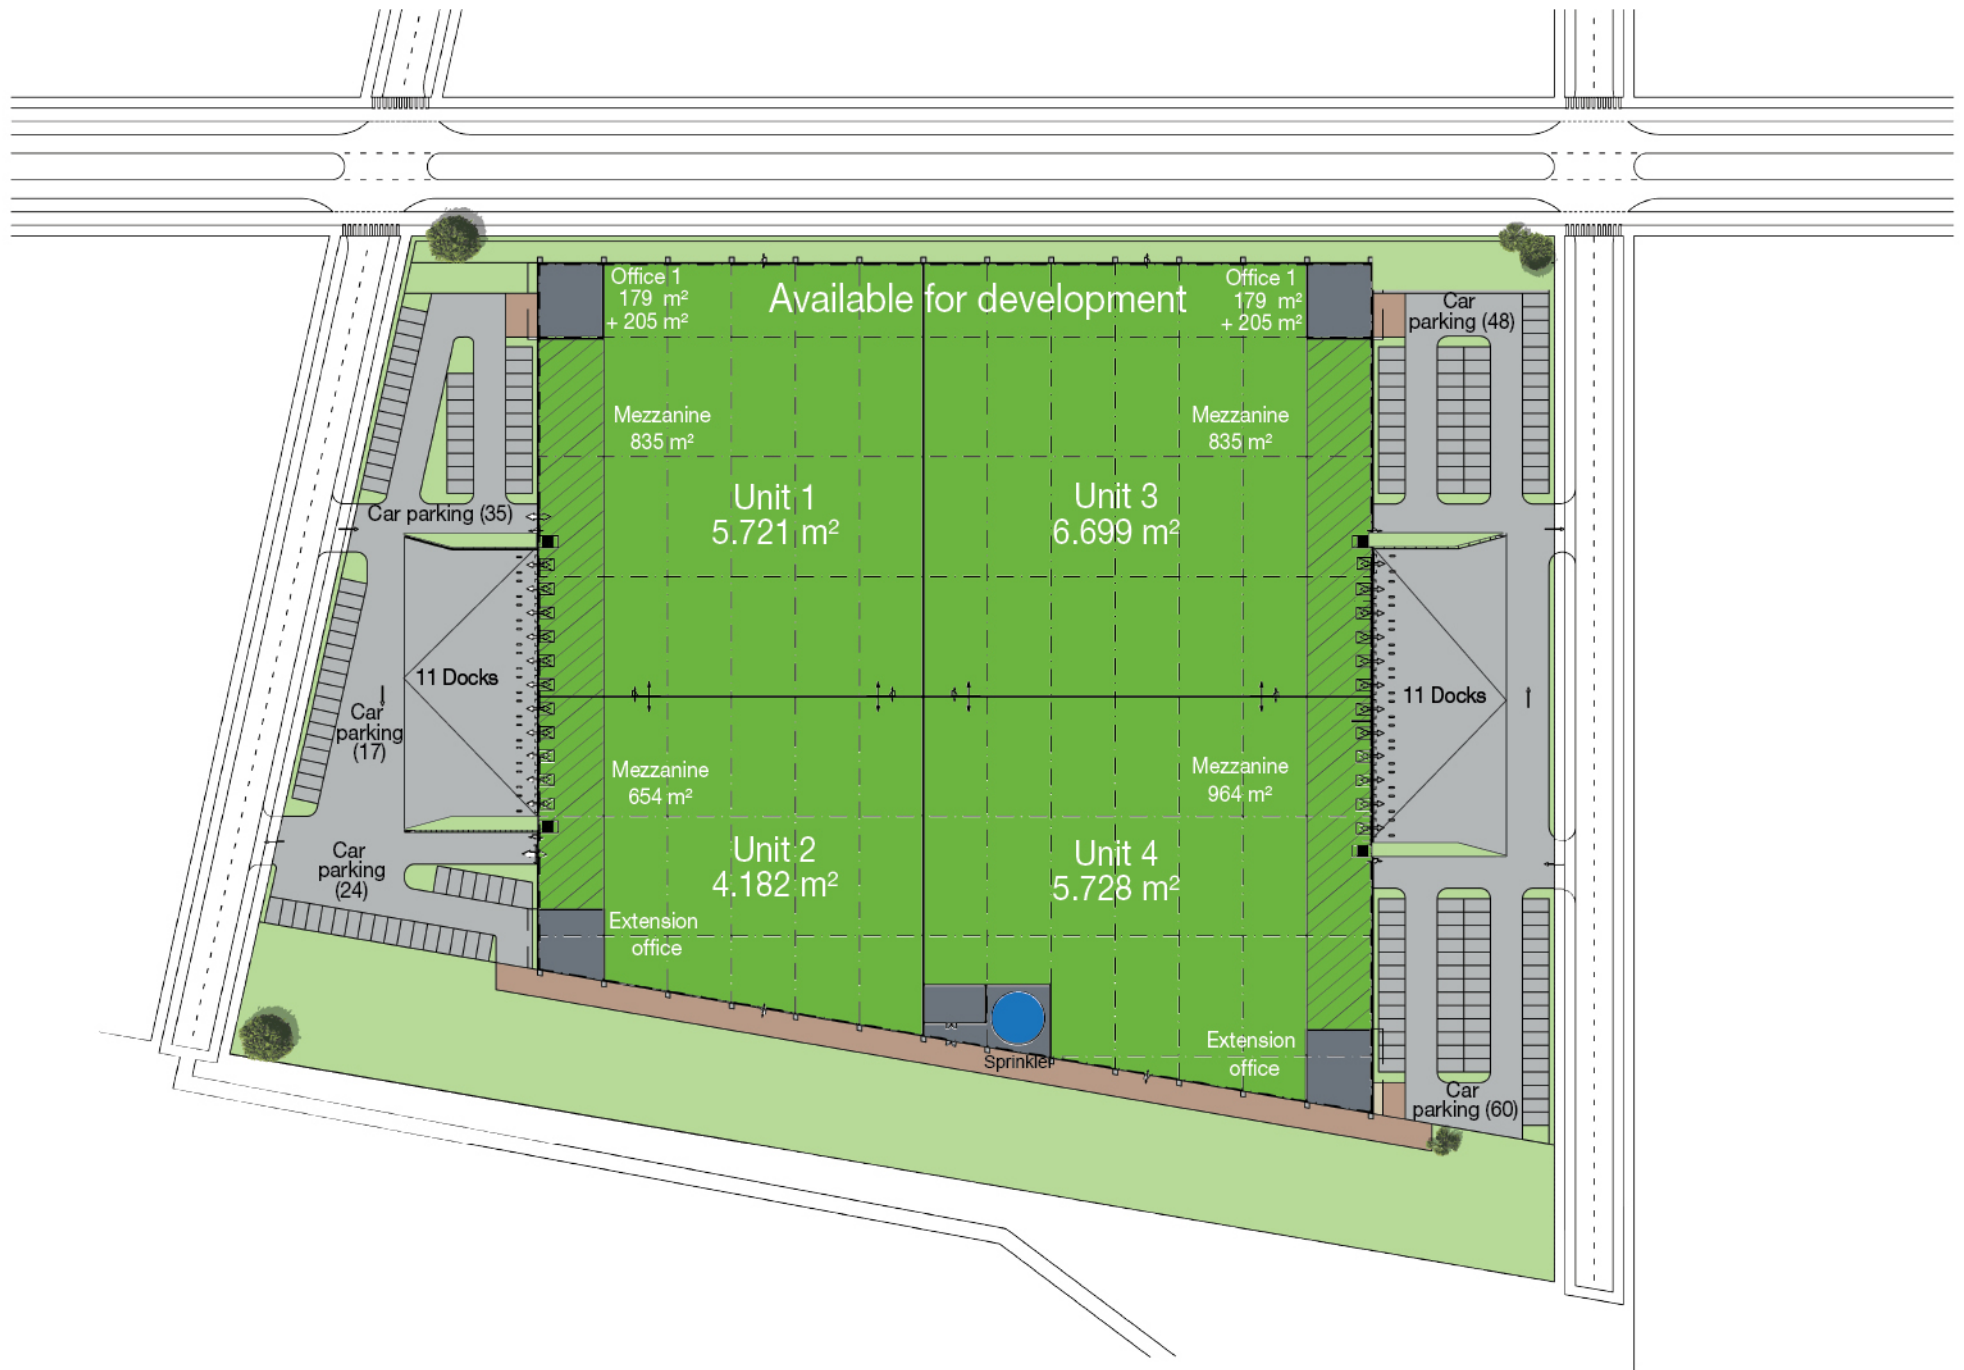 Office 1
179 m²
+ 205 m²
Available for development
Office 1
179 m²
+ 205 m²
Car
parking (48)
Mezzanine
835 m²
Mezzanine
835 m²
Unit 1
5.721 m²
Unit 3
6.699 m²
Car parking (35)
11 Docks
11 Docks
Car
parking
(17)
Mezzanine
654 m²
Mezzanine
964 m²
Unit 2
4.182 m²
Unit 4
5.728 m²
Car
parking
(24)
Extension
office
Sprinkler
Extension
office
Car
parking (60)